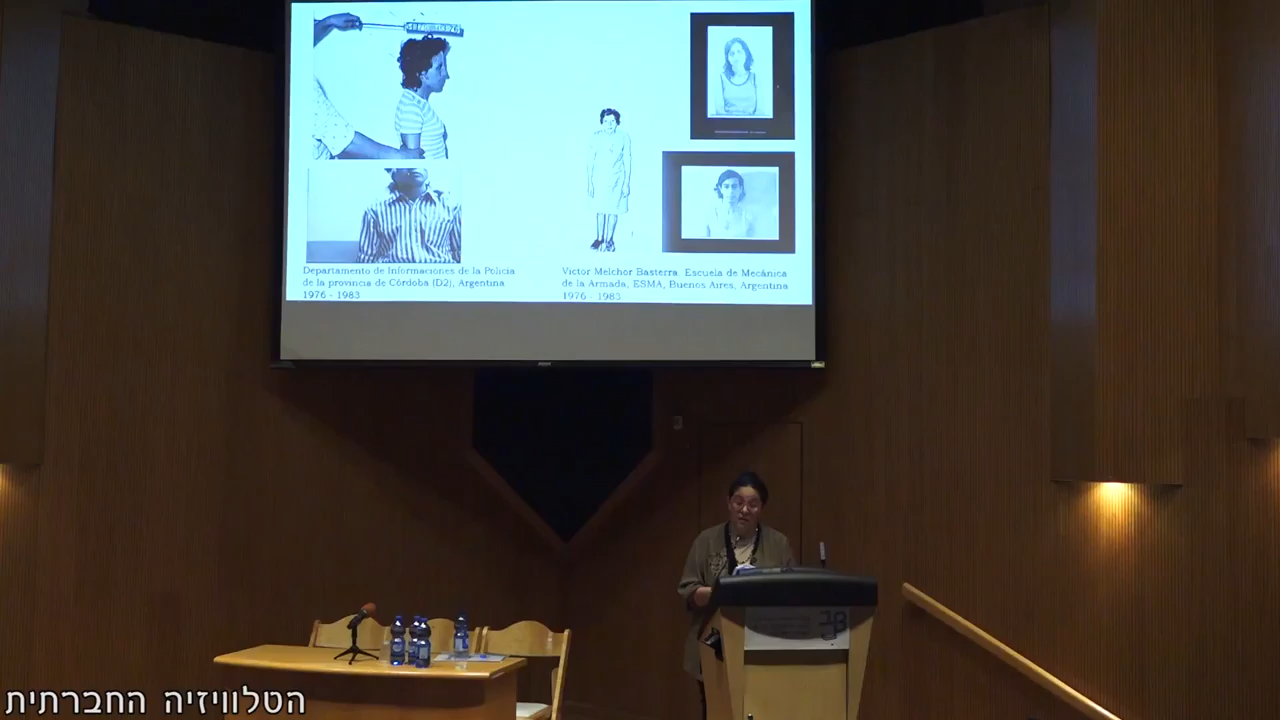 Departamento de Informaciones de la Policía
de la provincia de Córdoba (D2), Argentina
1976 - 1983
Victor Melchor Basterra. Escuela de Mecánica
de la Armada, ESMA, Buenos Aires, Argentina
1976 - 1983
הטלוויזיה החברתית